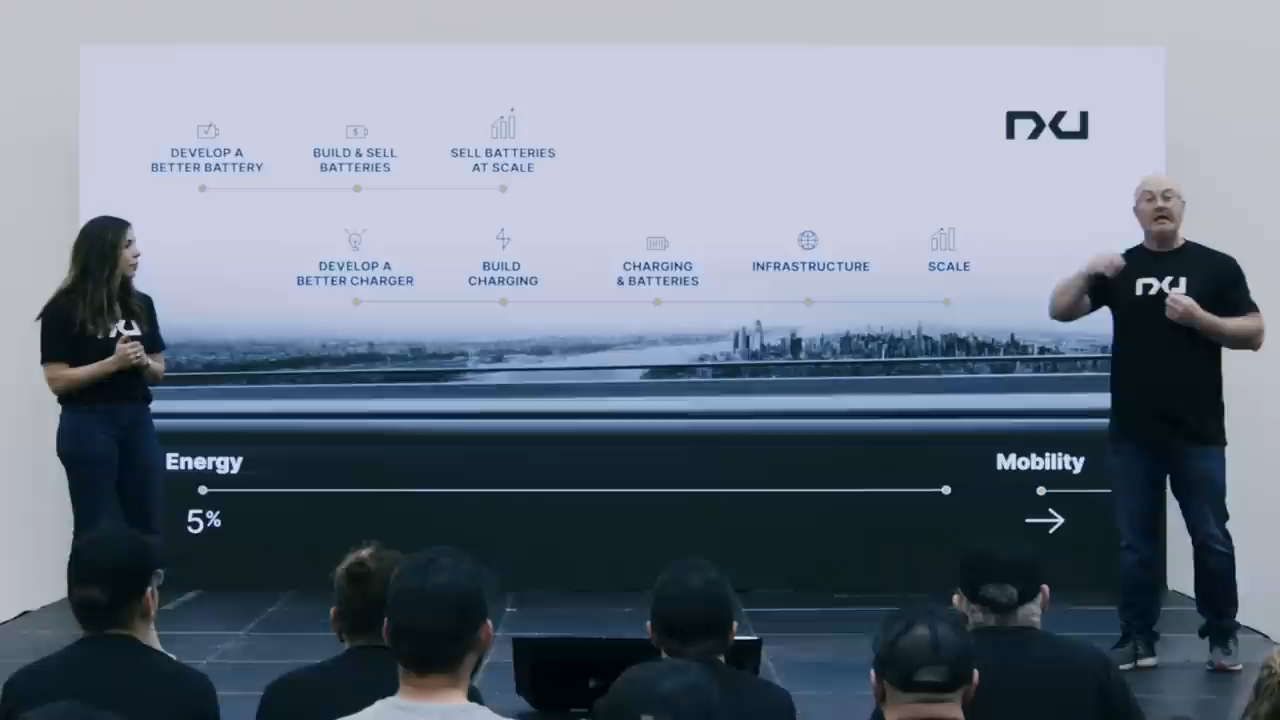 DEVELOP A
BETTER BATTERY
BUILD & SELL
BATTERIES
SELL BATTERIES
AT SCALE
nxu
DEVELOP A
BETTER CHARGER
BUILD
CHARGING
CHARGING
& BATTERIES
INFRASTRUCTURE
SCALE
nxu
Energy
Mobility
5%